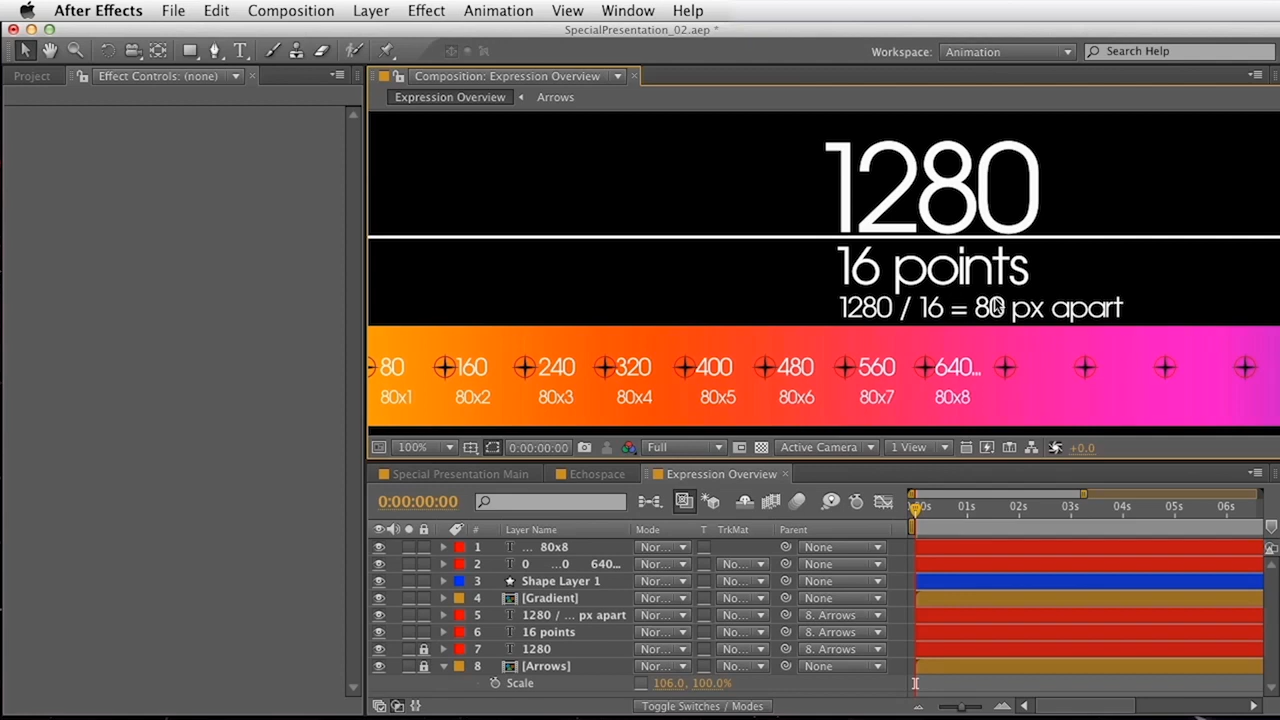 After Effects File Edit Composition Layer Effect Animation View Window Help
SpecialPresentation_02.aep *
Workspace: Animation Search Help
Project Effect Controls: (none) Composition: Expression Overview
Expression Overview Arrows
1280
16 points
1280 / 16 = 80 px apart
80 160 240 320 400 480 560 640...
80x1 80x2 80x3 80x4 80x5 80x6 80x7 80x8
100% 0:00:00:00 Full Active Camera 1 View +0.0
Special Presentation Main Echospace Expression Overview
0:00:00:00 00s 01s 02s 03s 04s 05s 06s
# Layer Name Mode T TrkMat Parent
1 T ... 80x8 Nor... None
2 T 0 ...0 640... Nor... No... None
3 Shape Layer 1 Nor... No... None
4 [Gradient] Nor... No... None
5 T 1280 / ... px apart Nor... No... 8. Arrows
6 T 16 points Nor... No... 8. Arrows
7 T 1280 Nor... No... 8. Arrows
8 [Arrows] Nor... No... None
Scale 106.0, 100.0%
Toggle Switches / Modes